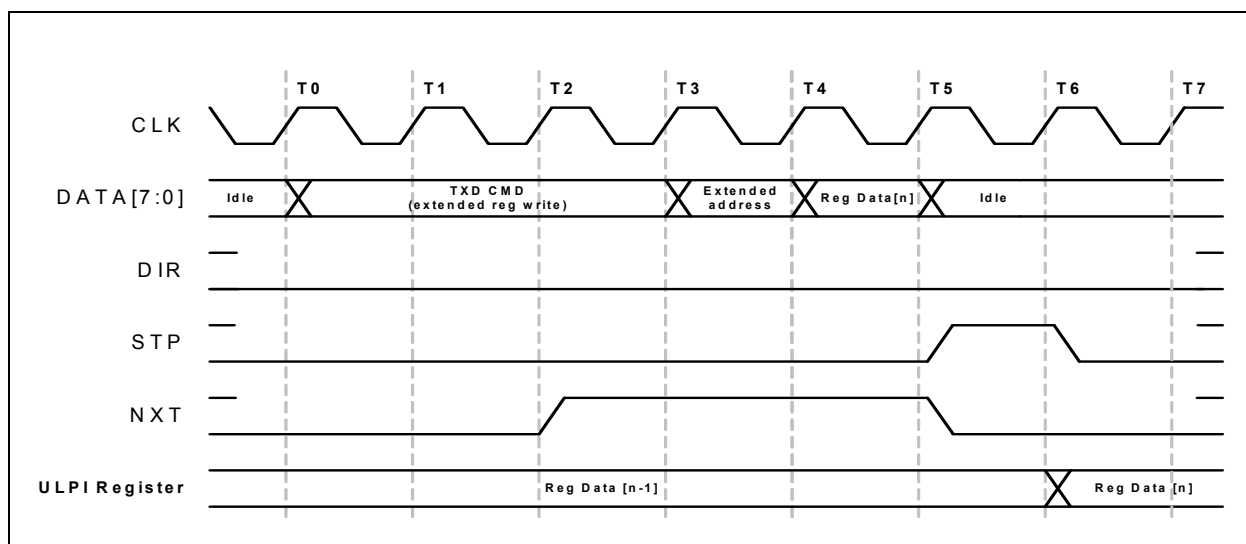 T0 T1 T2 T3 T4 T5 T6 T7
CLK
DATA[7:0] Idle TXD CMD Extended Reg Data[n] Idle
(extended reg write) address
DIR
STP
NXT
ULPI Register Reg Data [n-1] Reg Data [n]